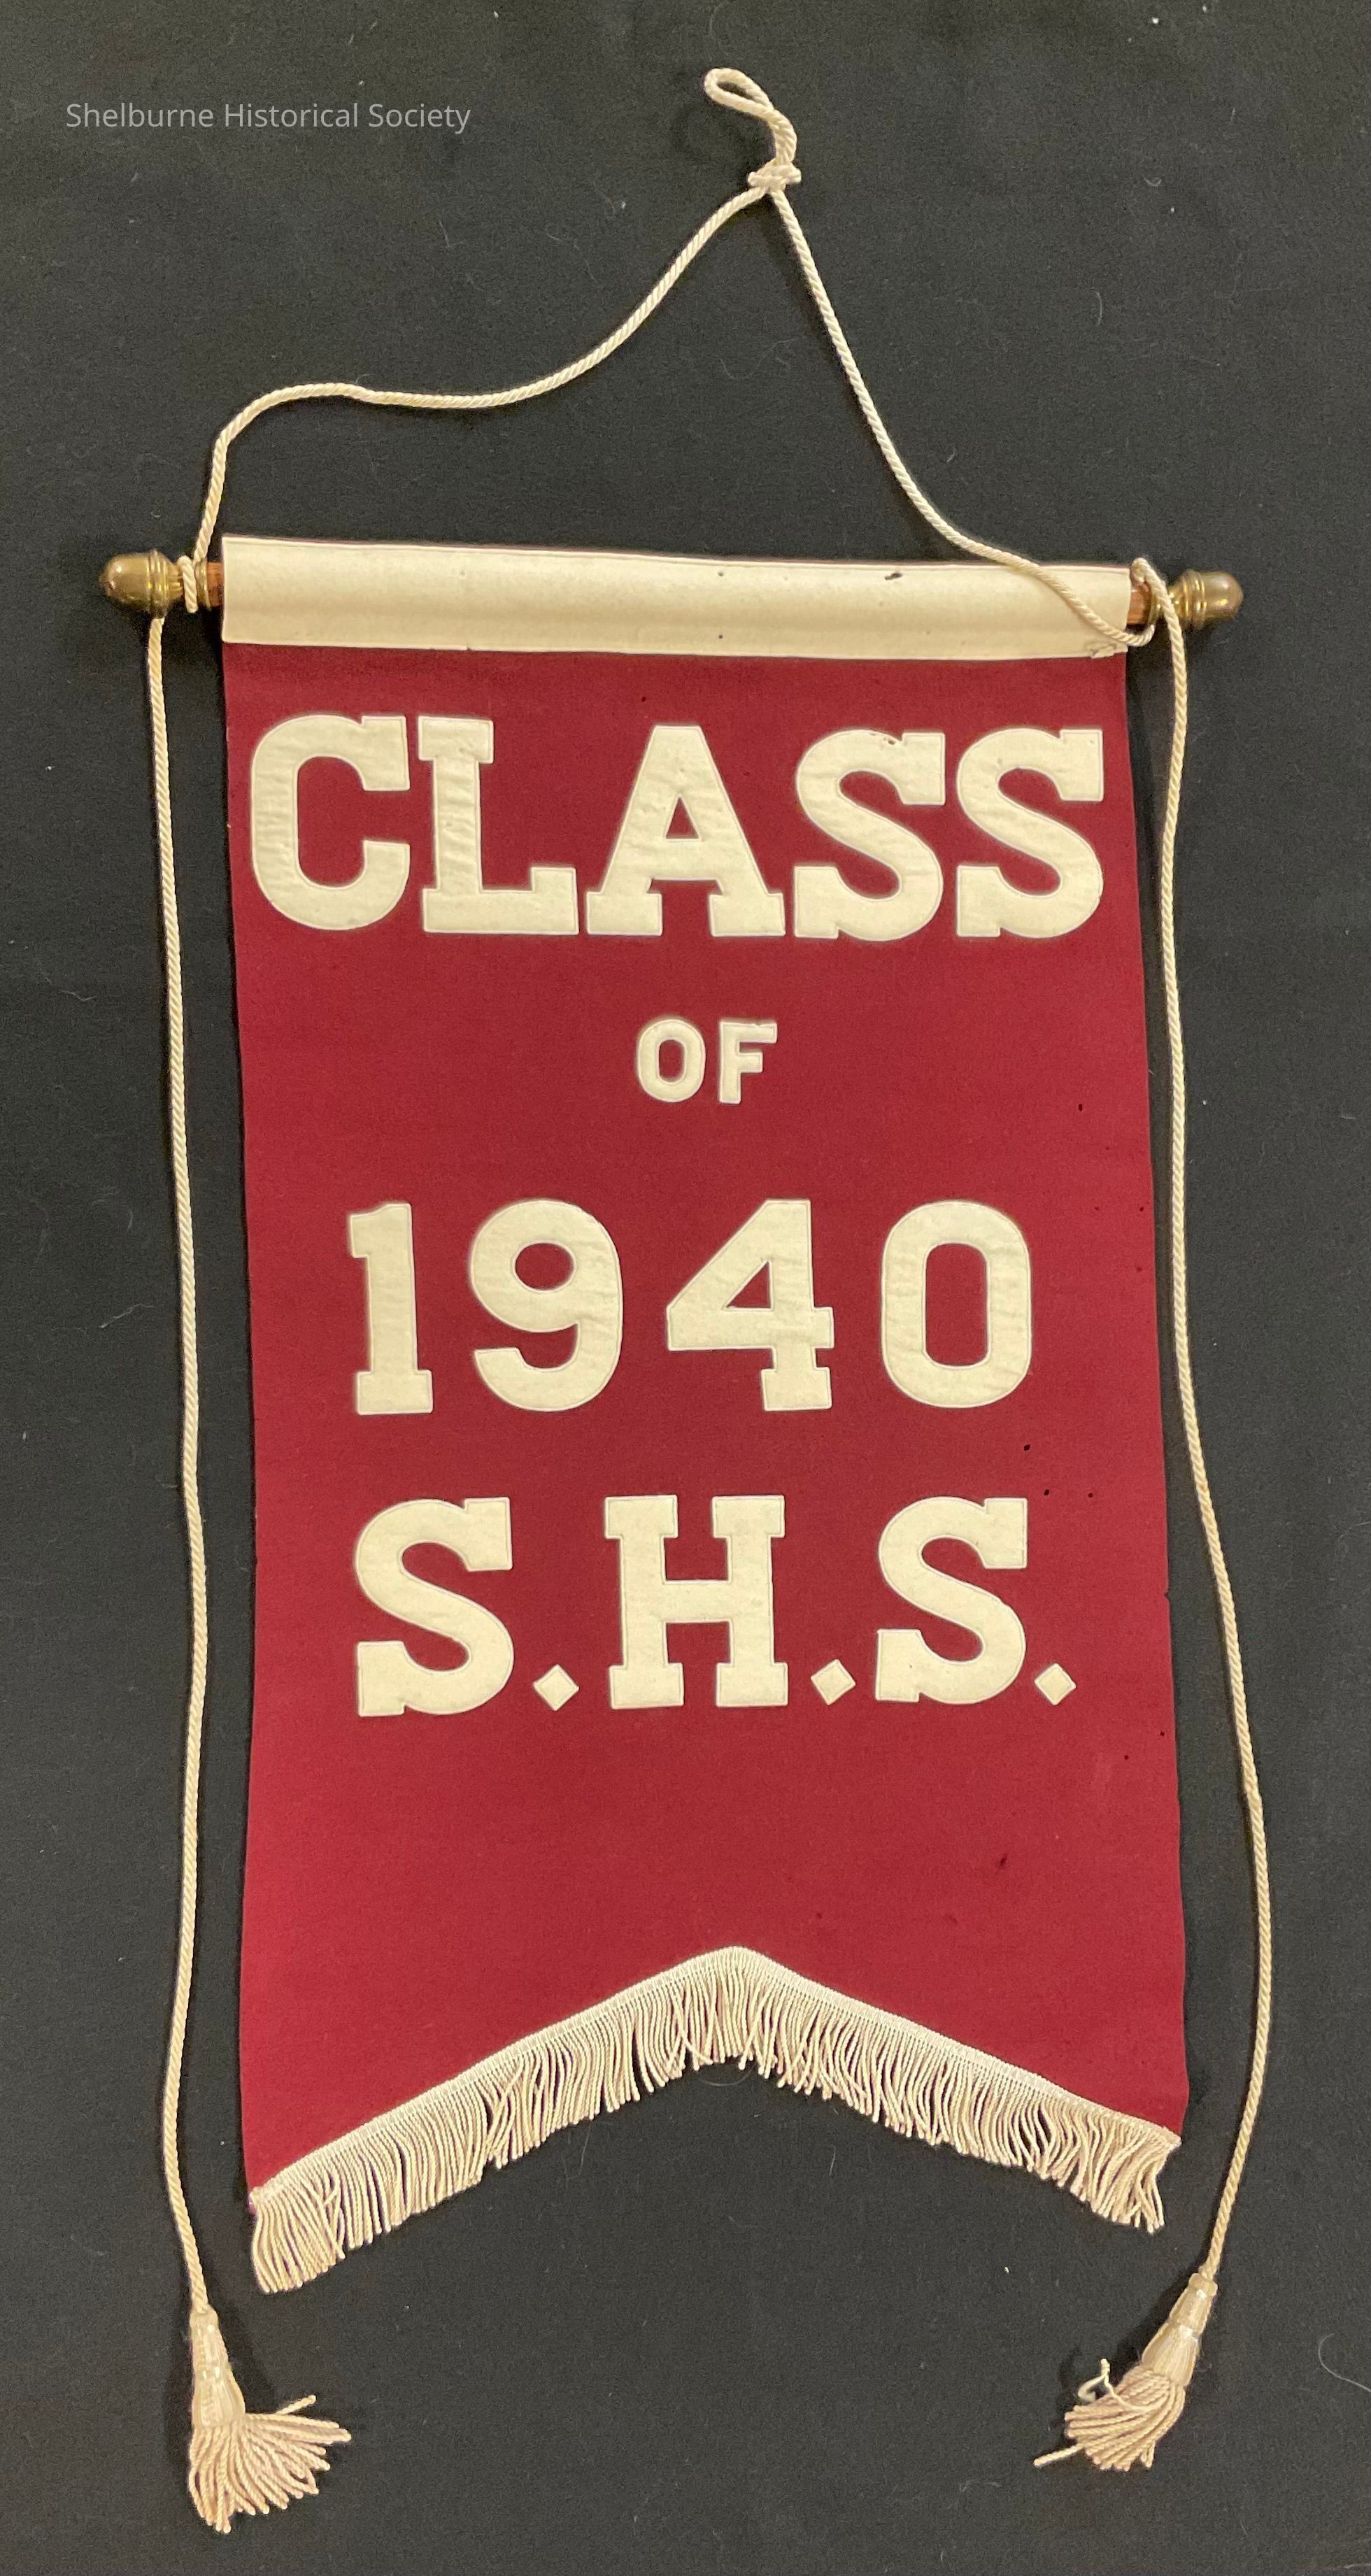 Shelburne Historical Society
CLASS
OF
1940
S.H.S.